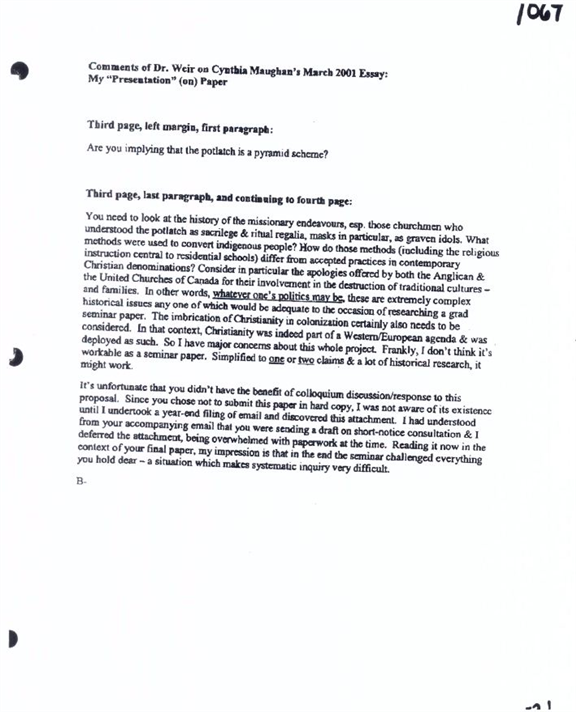 1067
Comments of Dr. Weir on Cynthia Maughan's March 2001 Essay:
My "Presentation" (on) Paper
Third page, left margin, first paragraph:
Are you implying that the potlatch is a pyramid scheme?
Third page, last paragraph, and continuing to fourth page:
You need to look at the history of the missionary endeavours, esp. those churchmen who
understood the potlatch as sacrilege & ritual regalia, masks in particular, as graven idols. What
methods were used to convert indigenous people? How do those methods (including the religious
instruction central to residential schools) differ from accepted practices in contemporary
Christian denominations? Consider in particular the apologies offered by both the Anglican &
the United Churches of Canada for their involvement in the destruction of traditional cultures –
and families. In other words, whatever one's politics may be, these are extremely complex
historical issues any one of which would be adequate to the occasion of researching a grad
seminar paper. The imbrication of Christianity in colonization certainly also needs to be
considered. In that context, Christianity was indeed part of a Western/European agenda & was
deployed as such. So I have major concerns about this whole project. Frankly, I don't think it's
workable as a seminar paper. Simplified to one or two claims & a lot of historical research, it
might work.
It's unfortunate that you didn't have the benefit of colloquium discussion/response to this
proposal. Since you chose not to submit this paper in hard copy, I was not aware of its existence
until I undertook a year-end filing of email and discovered this attachment. I had understood
from your accompanying email that you were sending a draft on short-notice consultation & I
deferred the attachment, being overwhelmed with paperwork at the time. Reading it now in the
context of your final paper, my impression is that in the end the seminar challenged everything
you hold dear – a situation which makes systematic inquiry very difficult.
B-